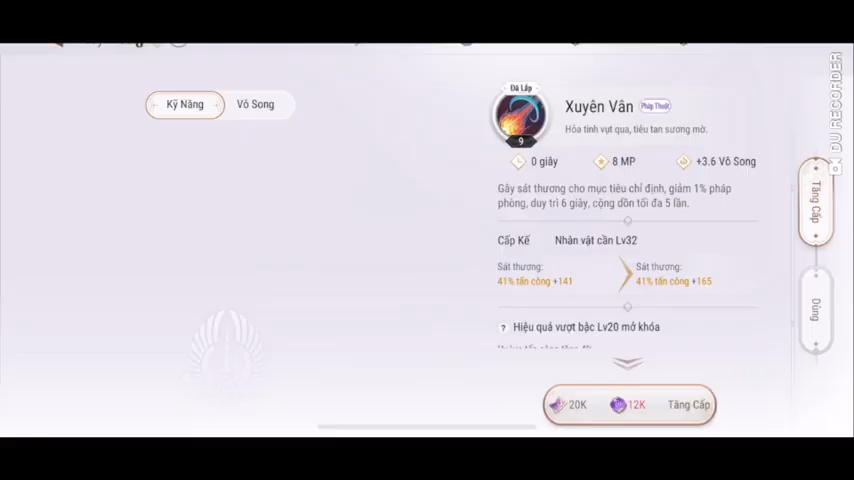 Kỹ Năng
Vô Song
Đã Lắp
9
Xuyên Vân
Pháp Thuật
Hỏa tinh vụt qua, tiêu tan sương mờ.
0 giây
8 MP
+3.6 Vô Song
Gây sát thương cho mục tiêu chỉ định, giảm 1% pháp
phòng, duy trì 6 giây, cộng dồn tối đa 5 lần.
Cấp Kế
Nhân vật cần Lv32
Sát thương:
41% tấn công +141
Sát thương:
41% tấn công +165
? Hiệu quả vượt bậc Lv20 mở khóa
20K
12K
Tăng Cấp
Tăng Cấp
Dùng
DU RECORDER